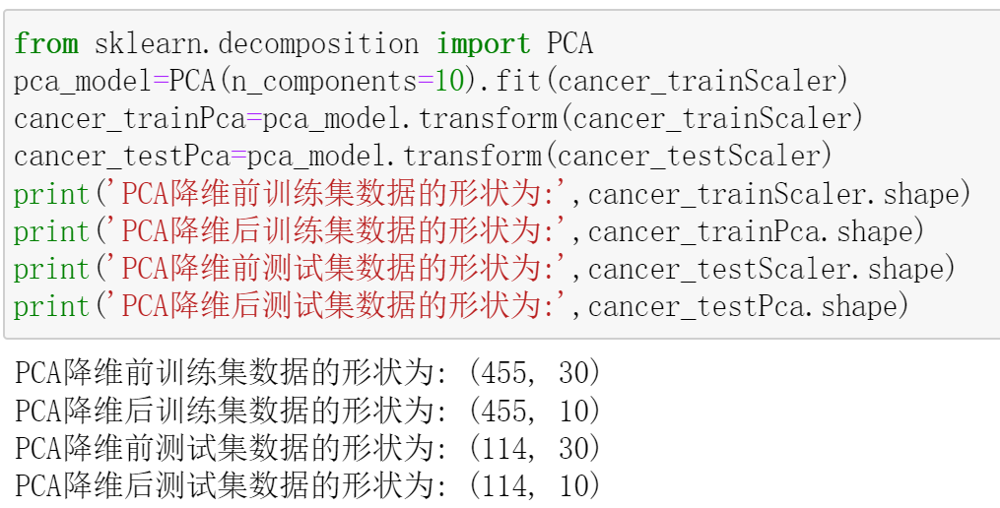 from sklearn.decomposition import PCA
pca_model=PCA(n_components=10).fit(cancer_trainScaler)
cancer_trainPca=pca_model.transform(cancer_trainScaler)
cancer_testPca=pca_model.transform(cancer_testScaler)
print('PCA降维前训练集数据的形状为:',cancer_trainScaler.shape)
print('PCA降维后训练集数据的形状为:',cancer_trainPca.shape)
print('PCA降维前测试集数据的形状为:',cancer_testScaler.shape)
print('PCA降维后测试集数据的形状为:',cancer_testPca.shape)
PCA降维前训练集数据的形状为: (455, 30)
PCA降维后训练集数据的形状为: (455, 10)
PCA降维前测试集数据的形状为: (114, 30)
PCA降维后测试集数据的形状为: (114, 10)